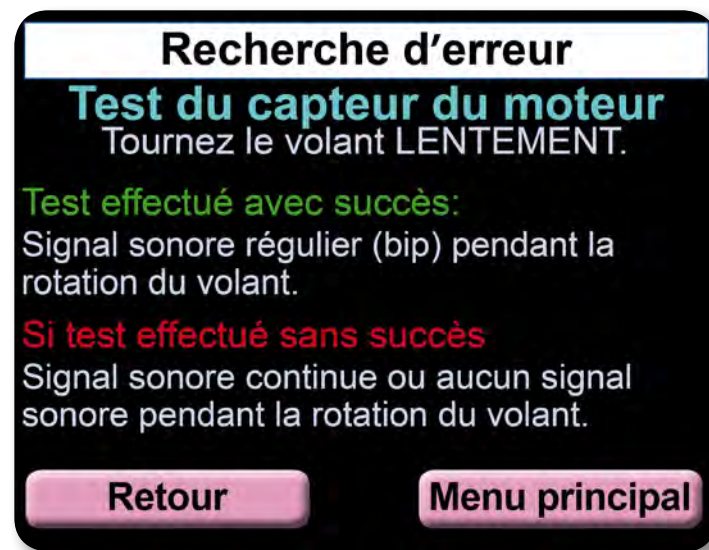 Recherche d’erreur
Test du capteur du moteur
Tournez le volant LENTEMENT.
Test effectué avec succès:
Signal sonore régulier (bip) pendant la
rotation du volant.
Si test effectué sans succès
Signal sonore continue ou aucun signal
sonore pendant la rotation du volant.
Retour
Menu principal